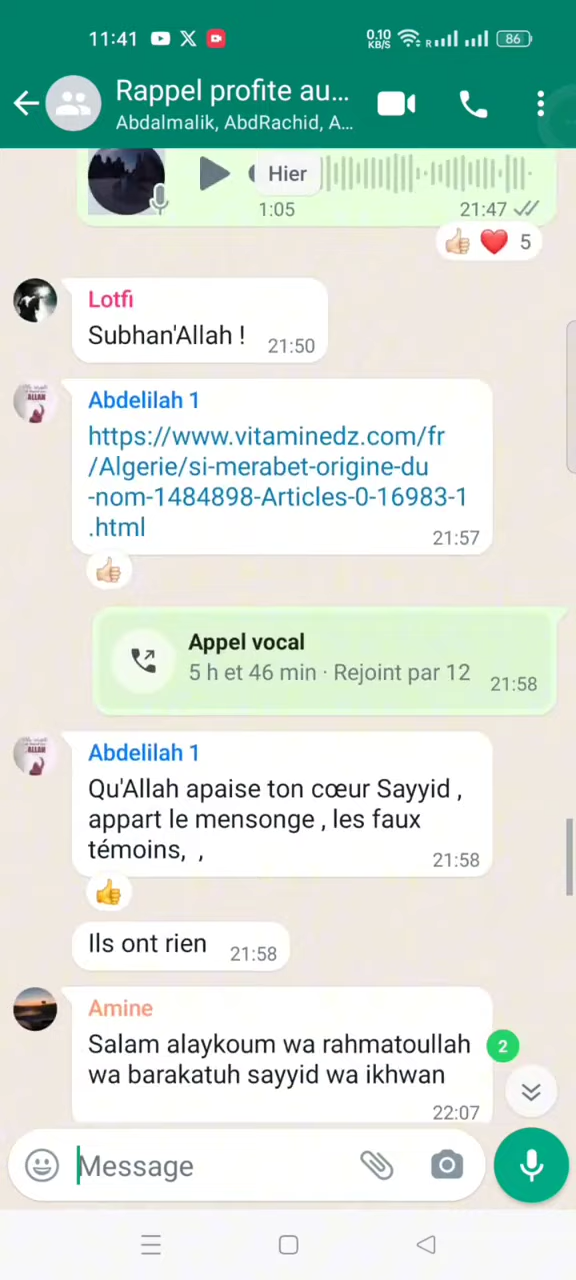 11:41
0.10
KB/S
R
86
Rappel profite au...
Abdalmalik, AbdRachid, A...
Hier
1:05
21:47
5
Lotfi
Subhan'Allah !
21:50
Abdelilah 1
https://www.vitaminedz.com/fr
/Algerie/si-merabet-origine-du
-nom-1484898-Articles-0-16983-1
.html
21:57
Appel vocal
5 h et 46 min · Rejoint par 12
21:58
Abdelilah 1
Qu'Allah apaise ton cœur Sayyid ,
appart le mensonge , les faux
témoins, ,
21:58
Ils ont rien
21:58
Amine
Salam alaykoum wa rahmatoullah
wa barakatuh sayyid wa ikhwan
22:07
2
Message